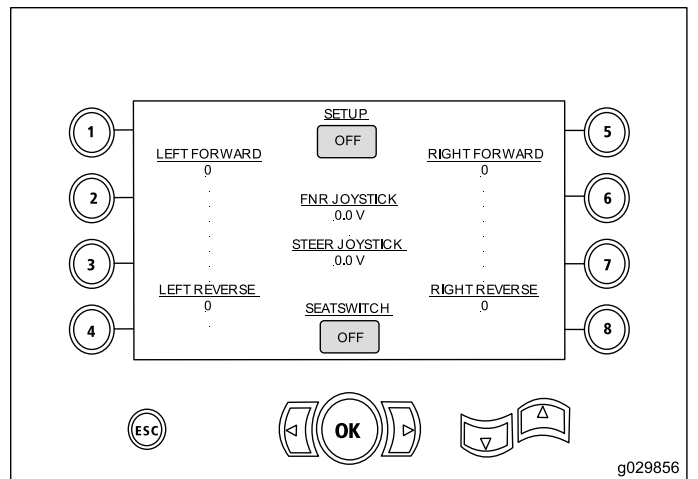 SETUP
OFF
1
5
LEFT FORWARD
0
RIGHT FORWARD
0
2
6
FNR JOYSTICK
0.0 V
STEER JOYSTICK
0.0 V
3
7
LEFT REVERSE
0
RIGHT REVERSE
0
SEATSWITCH
OFF
4
8
ESC
OK
g029856